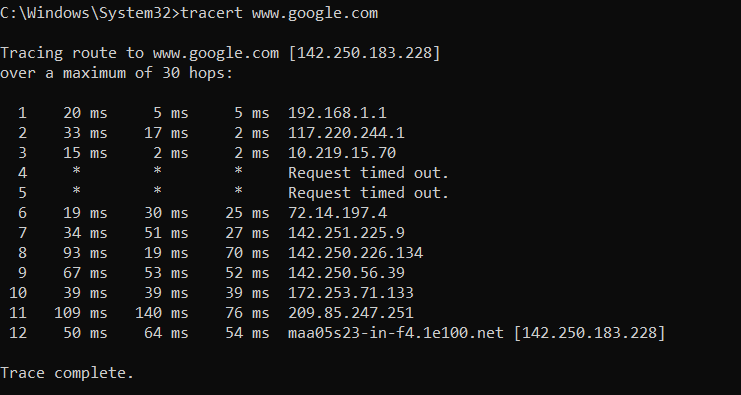 C:\Windows\System32>tracert www.google.com
Tracing route to www.google.com [142.250.183.228]
over a maximum of 30 hops:
1 20 ms 5 ms 5 ms 192.168.1.1
2 33 ms 17 ms 2 ms 117.220.244.1
3 15 ms 2 ms 2 ms 10.219.15.70
4 * * * Request timed out.
5 * * * Request timed out.
6 19 ms 30 ms 25 ms 72.14.197.4
7 34 ms 51 ms 27 ms 142.251.225.9
8 93 ms 19 ms 70 ms 142.250.226.134
9 67 ms 53 ms 52 ms 142.250.56.39
10 39 ms 39 ms 39 ms 172.253.71.133
11 109 ms 140 ms 76 ms 209.85.247.251
12 50 ms 64 ms 54 ms maa05s23-in-f4.1e100.net [142.250.183.228]
Trace complete.